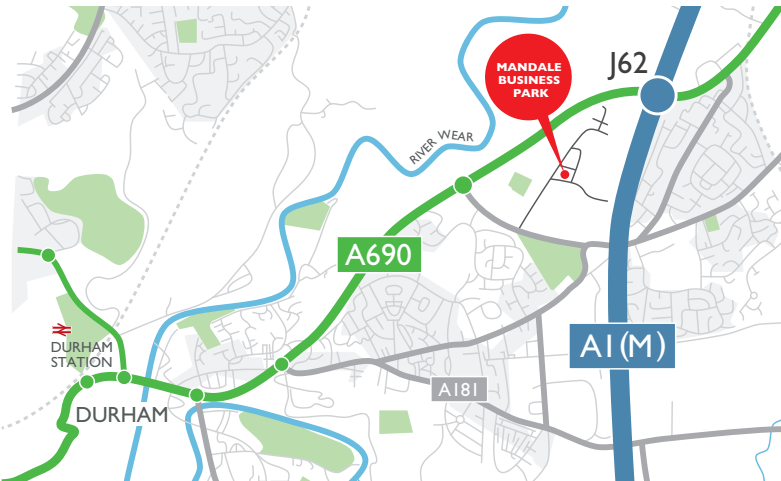 J62
MANDALE
BUSINESS
PARK
RIVER WEAR
A690
A1(M)
DURHAM
STATION
A181
DURHAM